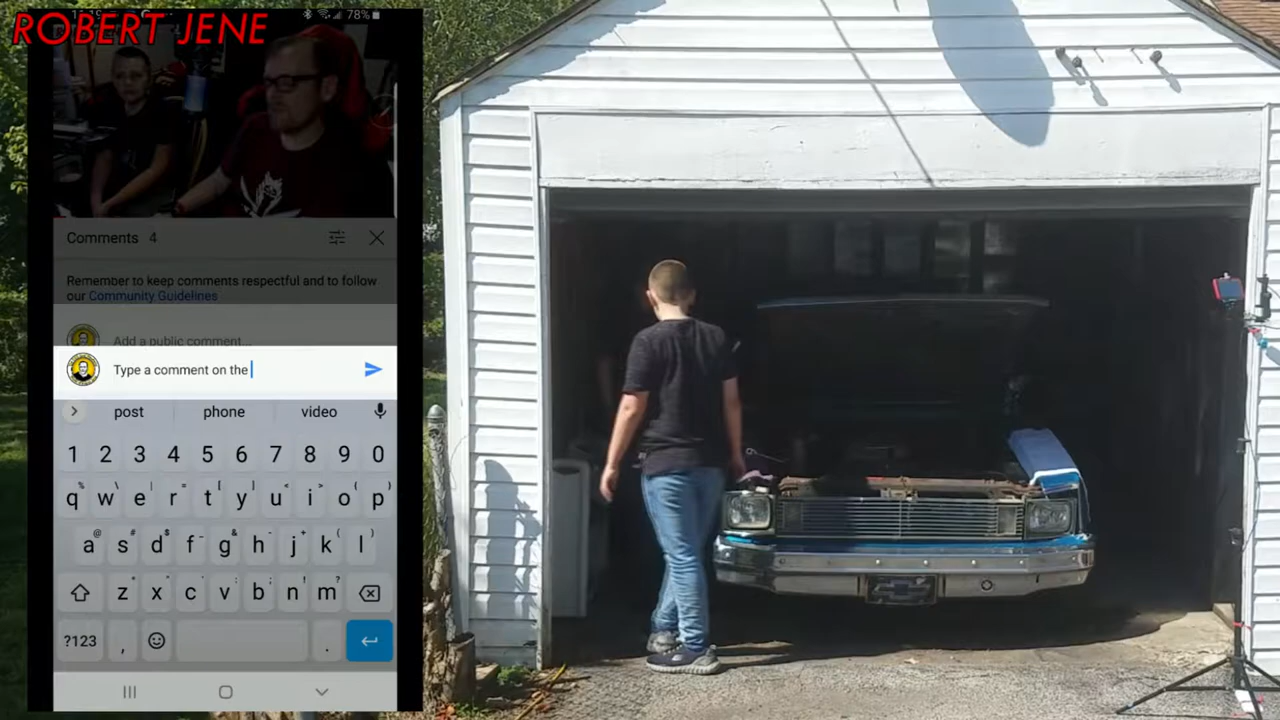 ROBERT JENE
78%
Comments 4
Remember to keep comments respectful and to follow
our Community Guidelines
Add a public comment...
Type a comment on the
post phone video
1 2 3 4 5 6 7 8 9 0
q w e r t y u i o p
a s d f g h j k l
z x c v b n m
?123 , .